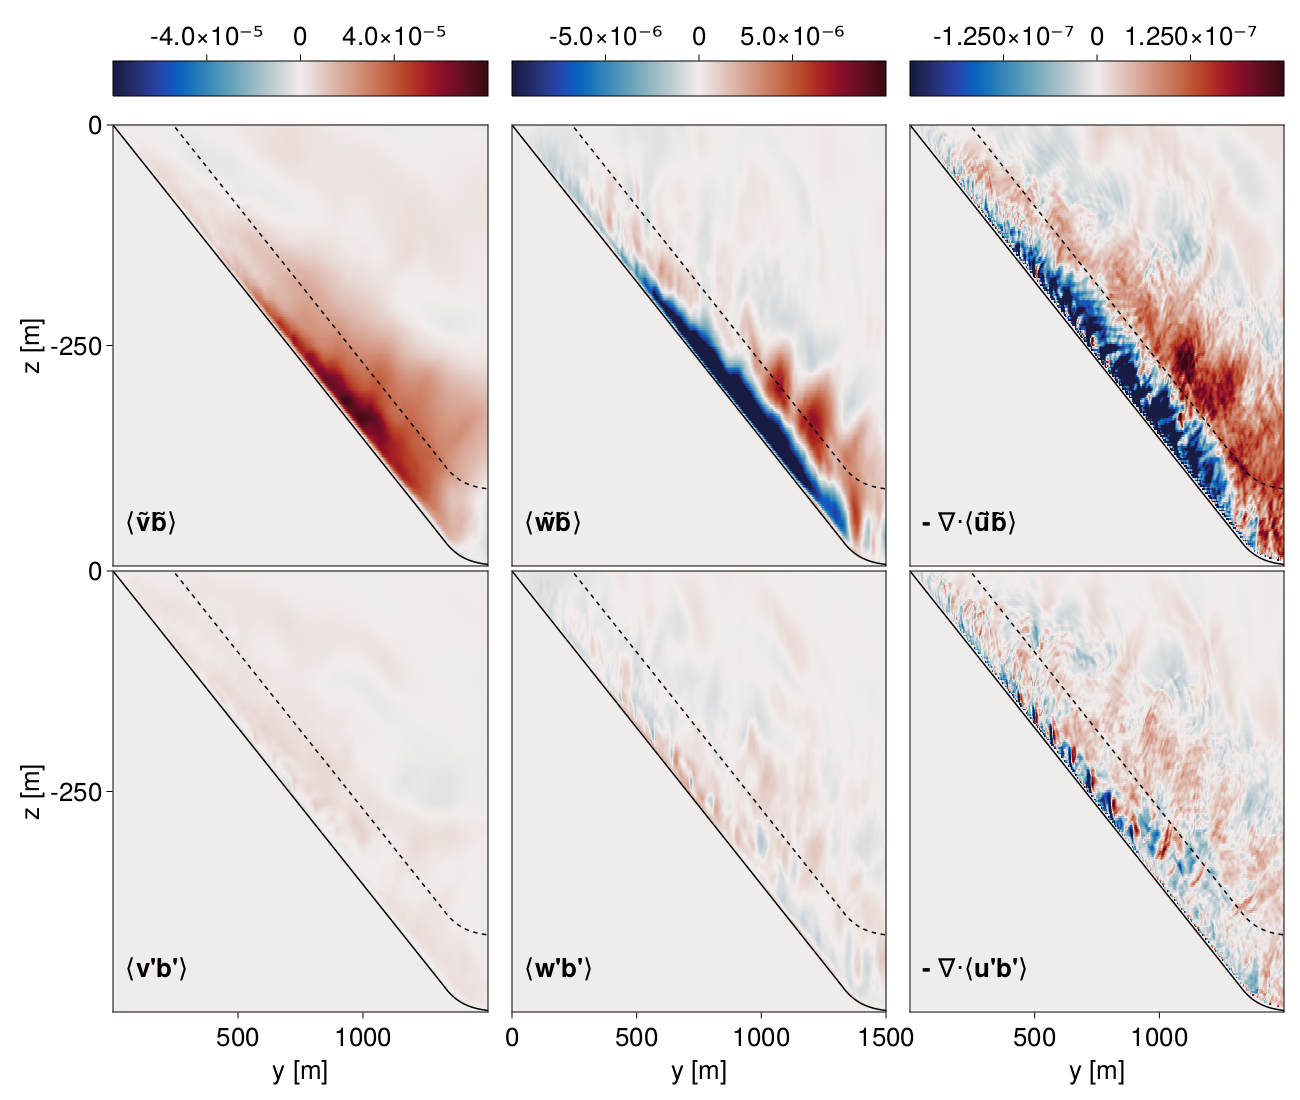 -4.0×10⁻⁵ 0 4.0×10⁻⁵
-5.0×10⁻⁶ 0 5.0×10⁻⁶
-1.250×10⁻⁷ 0 1.250×10⁻⁷
0
-250
z [m]
⟨ṽb̃⟩
⟨w̃b̃⟩
- ∇·⟨ũb̃⟩
0
-250
z [m]
⟨v'b'⟩
⟨w'b'⟩
- ∇·⟨u'b'⟩
500 1000
0 500 1000 1500
500 1000
y [m]
y [m]
y [m]